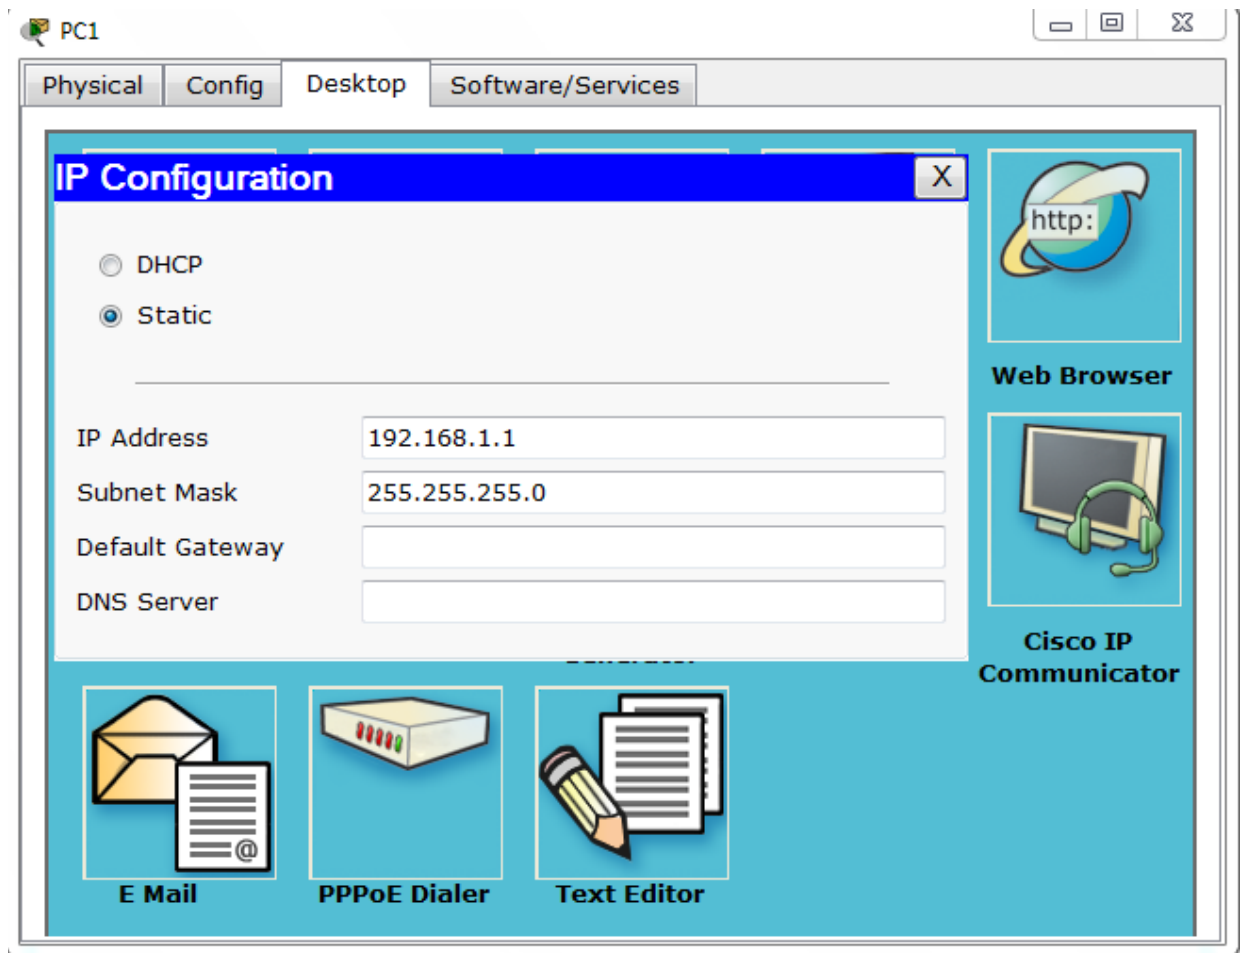 PC1
Physical Config Desktop Software/Services
IP Configuration X
http:
DHCP
Static
Web Browser
IP Address 192.168.1.1
Subnet Mask 255.255.255.0
Default Gateway
DNS Server
Cisco IP
Communicator
@
E Mail PPPoE Dialer Text Editor